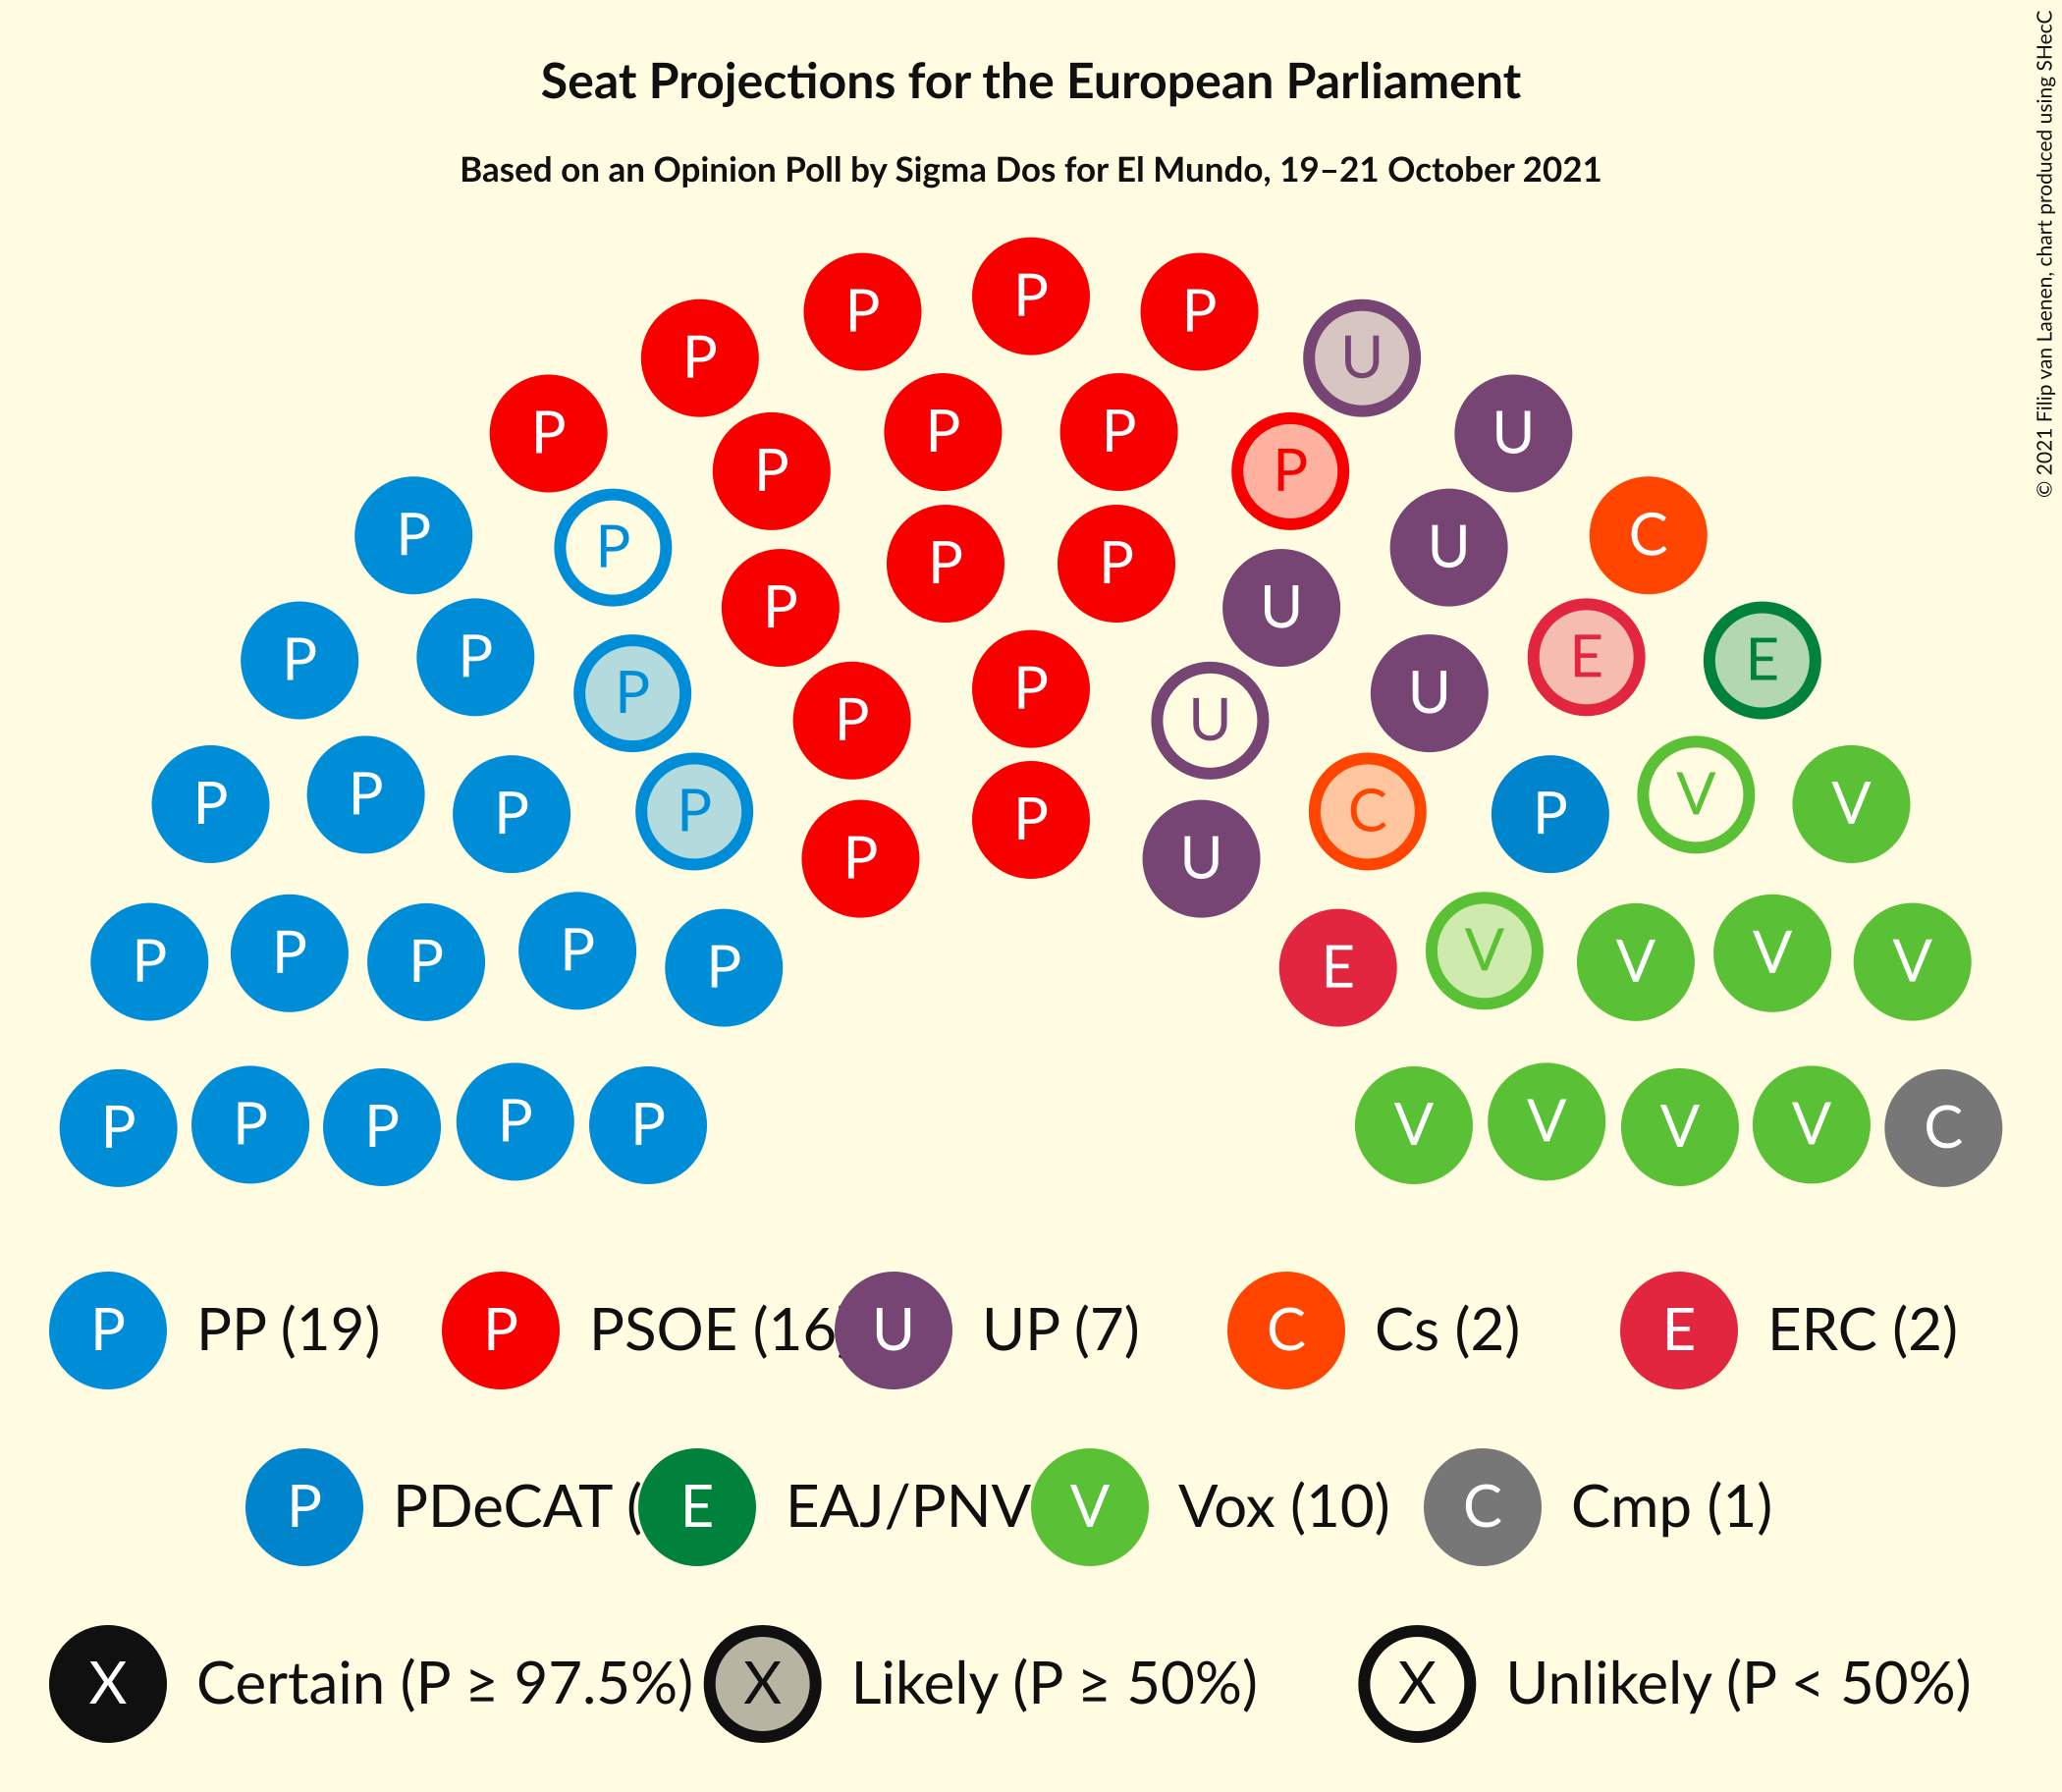 Seat Projections for the European Parliament
Based on an Opinion Poll by Sigma Dos for El Mundo, 19–21 October 2021
© 2021 Filip van Laenen, chart produced using SHecC
P P P
P U
P U
P P
P P
P U
P P C
P P U
P U
P E E
P P U
P U
P V V
P P C P
P P
P U
P P P P P E V V V V
P P P P P V V V V C
P PP (19) P PSOE (16 U UP (7) C Cs (2) E ERC (2)
P PDeCAT ( E EAJ/PNV V Vox (10) C Cmp (1)
X Certain (P ≥ 97.5%) X Likely (P ≥ 50%) X Unlikely (P < 50%)